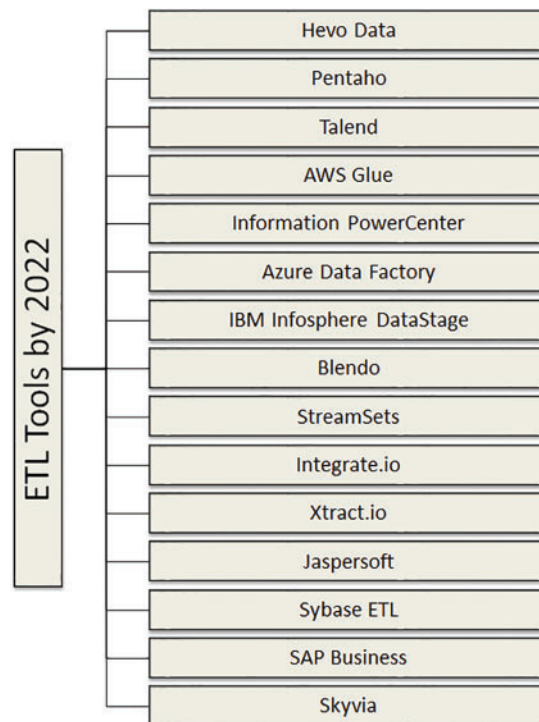 ETL Tools by 2022
Hevo Data
Pentaho
Talend
AWS Glue
Information PowerCenter
Azure Data Factory
IBM Infosphere DataStage
Blendo
StreamSets
Integrate.io
Xtract.io
Jaspersoft
Sybase ETL
SAP Business
Skyvia